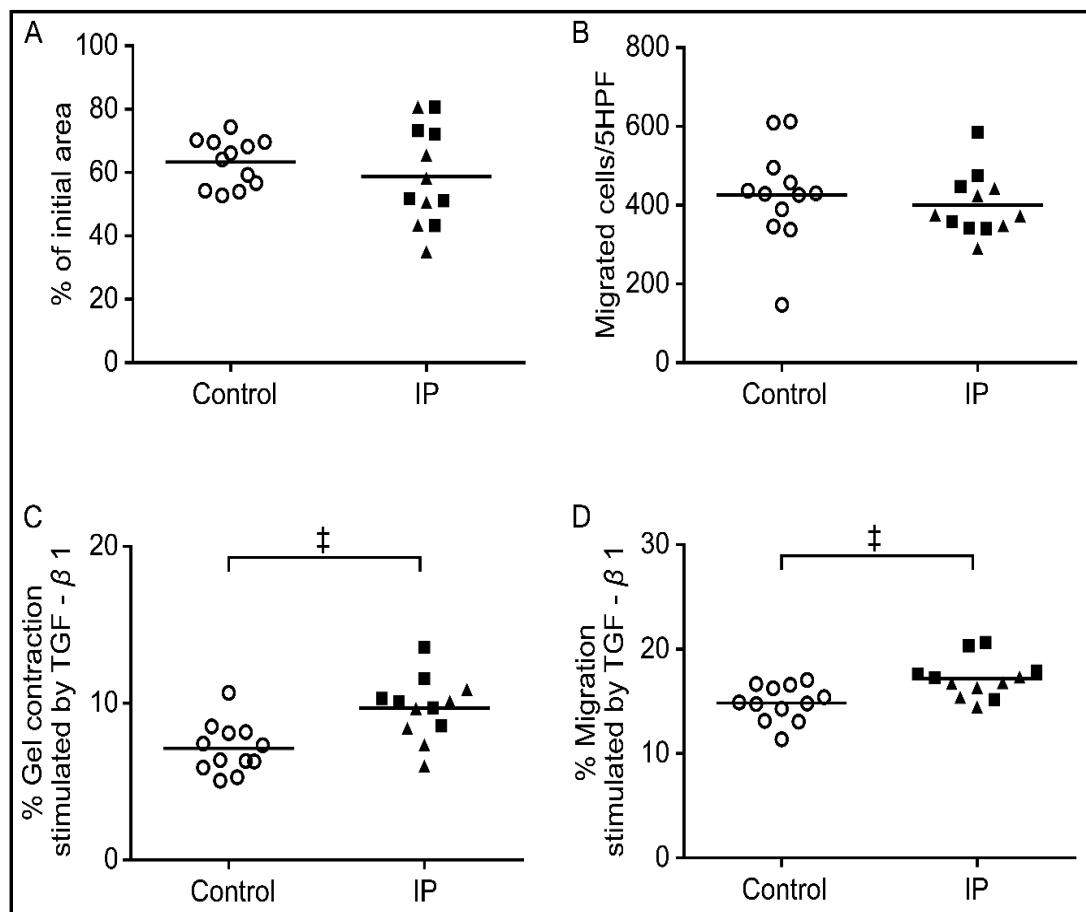 A
% of initial area
100
80
60
40
20
0
Control
IP
B
Migrated cells/5HPF
800
600
400
200
0
Control
IP
C
% Gel contraction
stimulated by TGF - β 1
20
10
0
‡
Control
IP
D
% Migration
stimulated by TGF - β 1
30
20
10
0
‡
Control
IP